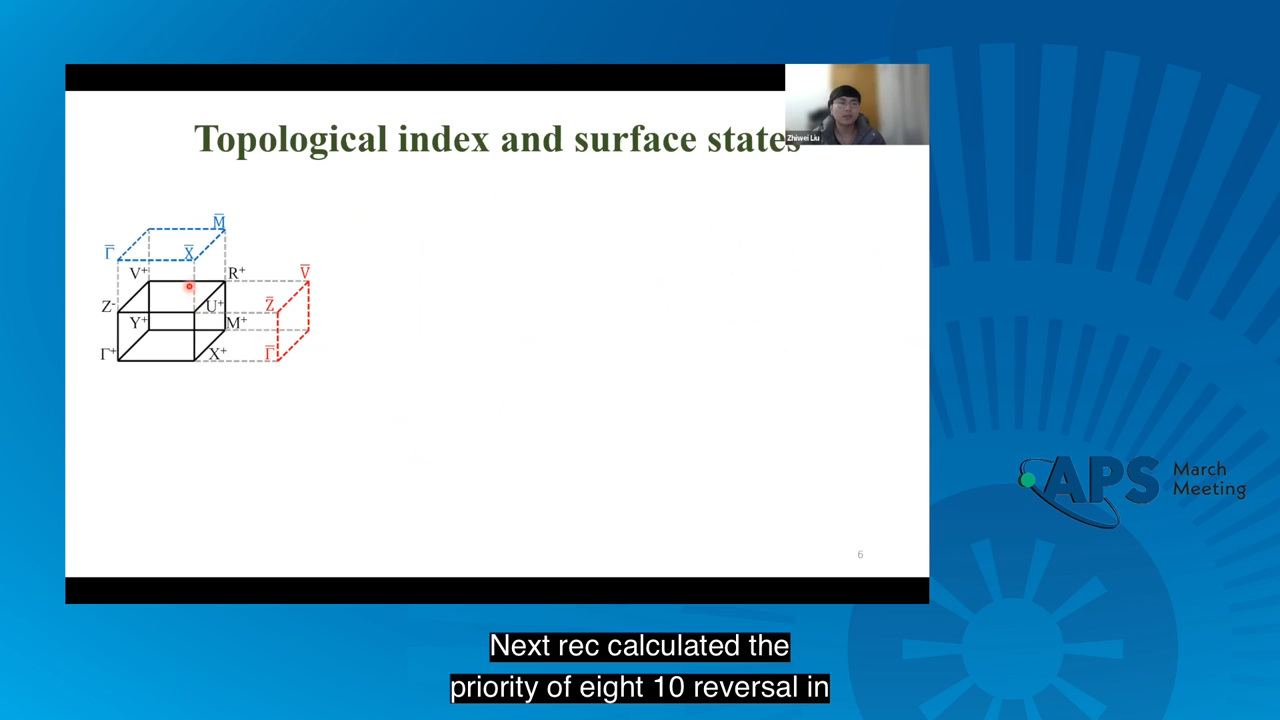 Zhiwei Liu
Topological index and surface states
M̅
Γ̅
X̅
V⁺
R⁺
V̅
Z⁻
U⁺
Z̅
Y⁺
M⁺
Γ⁺
X⁺
Γ̅
6
APS March Meeting
Next rec calculated the
priority of eight 10 reversal in